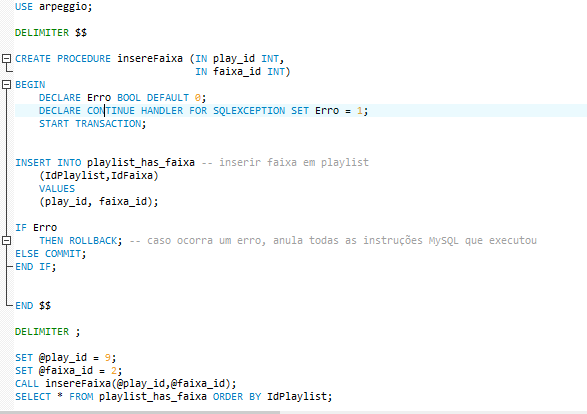 USE arpeggio;
DELIMITER $$
CREATE PROCEDURE insereFaixa (IN play_id INT,
IN faixa_id INT)
BEGIN
DECLARE Erro BOOL DEFAULT 0;
DECLARE CONTINUE HANDLER FOR SQLEXCEPTION SET Erro = 1;
START TRANSACTION;
INSERT INTO playlist_has_faixa -- inserir faixa em playlist
(IdPlaylist,IdFaixa)
VALUES
(play_id, faixa_id);
IF Erro
THEN ROLLBACK; -- caso ocorra um erro, anula todas as instruções MySQL que executou
ELSE COMMIT;
END IF;
END $$
DELIMITER ;
SET @play_id = 9;
SET @faixa_id = 2;
CALL insereFaixa(@play_id,@faixa_id);
SELECT * FROM playlist_has_faixa ORDER BY IdPlaylist;